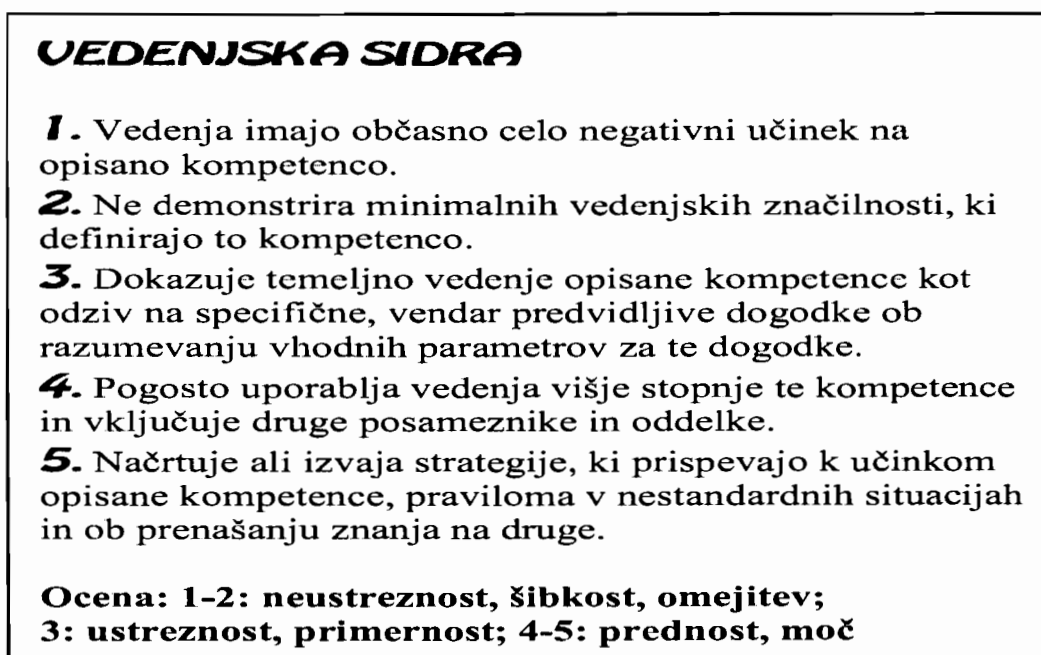 VEDENJSKA SIDRA
1. Vedenja imajo občasno celo negativni učinek na
opisano kompetenco.
2. Ne demonstrira minimalnih vedenjskih značilnosti, ki
definirajo to kompetenco.
3. Dokazuje temeljno vedenje opisane kompetence kot
odziv na specifične, vendar predvidljive dogodke ob
razumevanju vhodnih parametrov za te dogodke.
4. Pogosto uporablja vedenja višje stopnje te kompetence
in vključuje druge posameznike in oddelke.
5. Načrtuje ali izvaja strategije, ki prispevajo k učinkom
opisane kompetence, praviloma v nestandardnih situacijah
in ob prenašanju znanja na druge.
Ocena: 1-2: neustreznost, šibkost, omejitev;
3: ustreznost, primernost; 4-5: prednost, moč